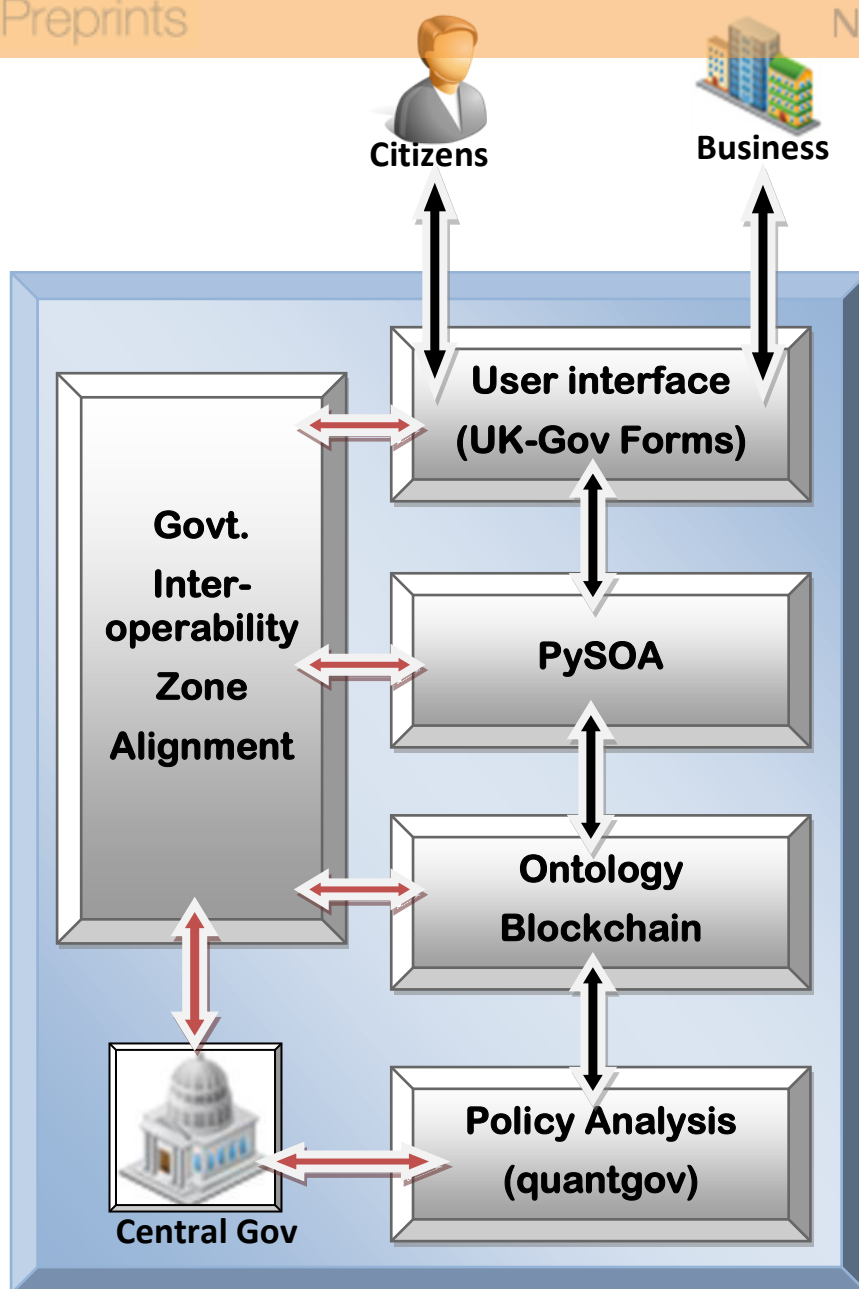 Preprints
N
Citizens
Business
User interface
(UK-Gov Forms)
Govt.
Inter-
operability
Zone
Alignment
PySOA
Ontology
Blockchain
Policy Analysis
(quantgov)
Central Gov